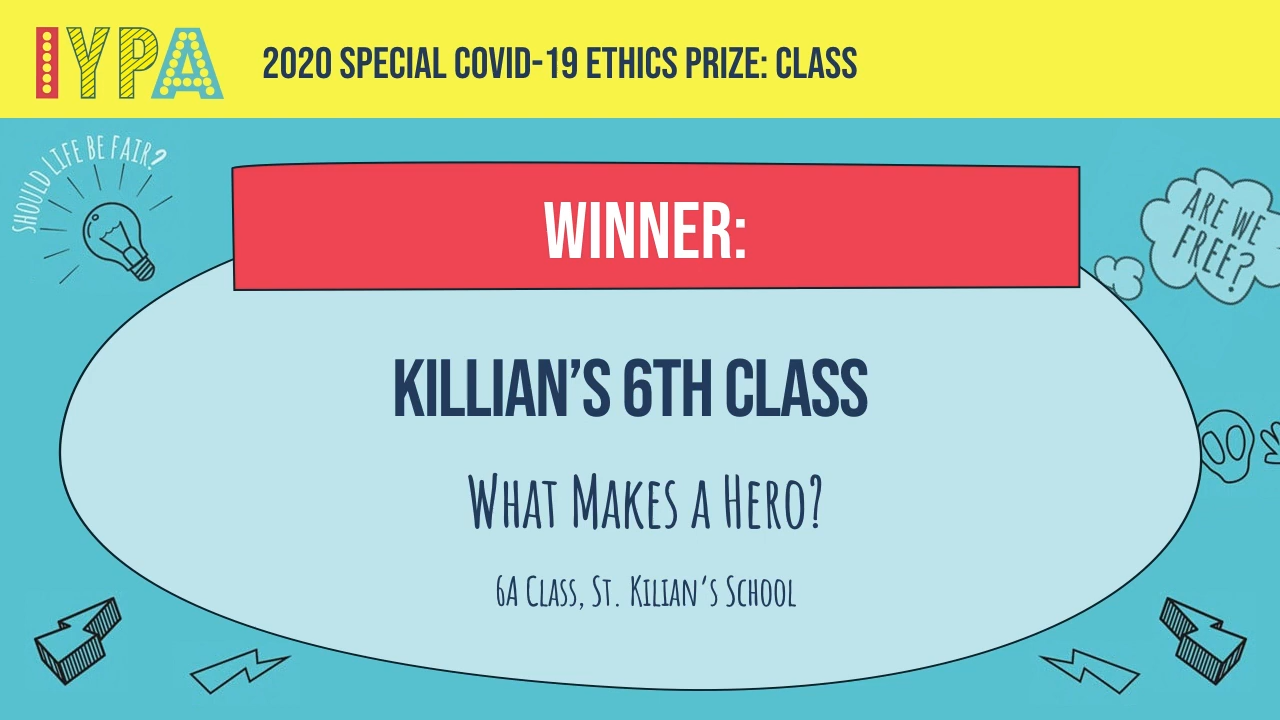 IYPA
2020 SPECIAL COVID-19 ETHICS PRIZE: CLASS
SHOULD LIFE BE FAIR?
WINNER:
ARE WE
FREE?
KILLIAN'S 6TH CLASS
WHAT MAKES A HERO?
6A CLASS, ST. KILIAN'S SCHOOL